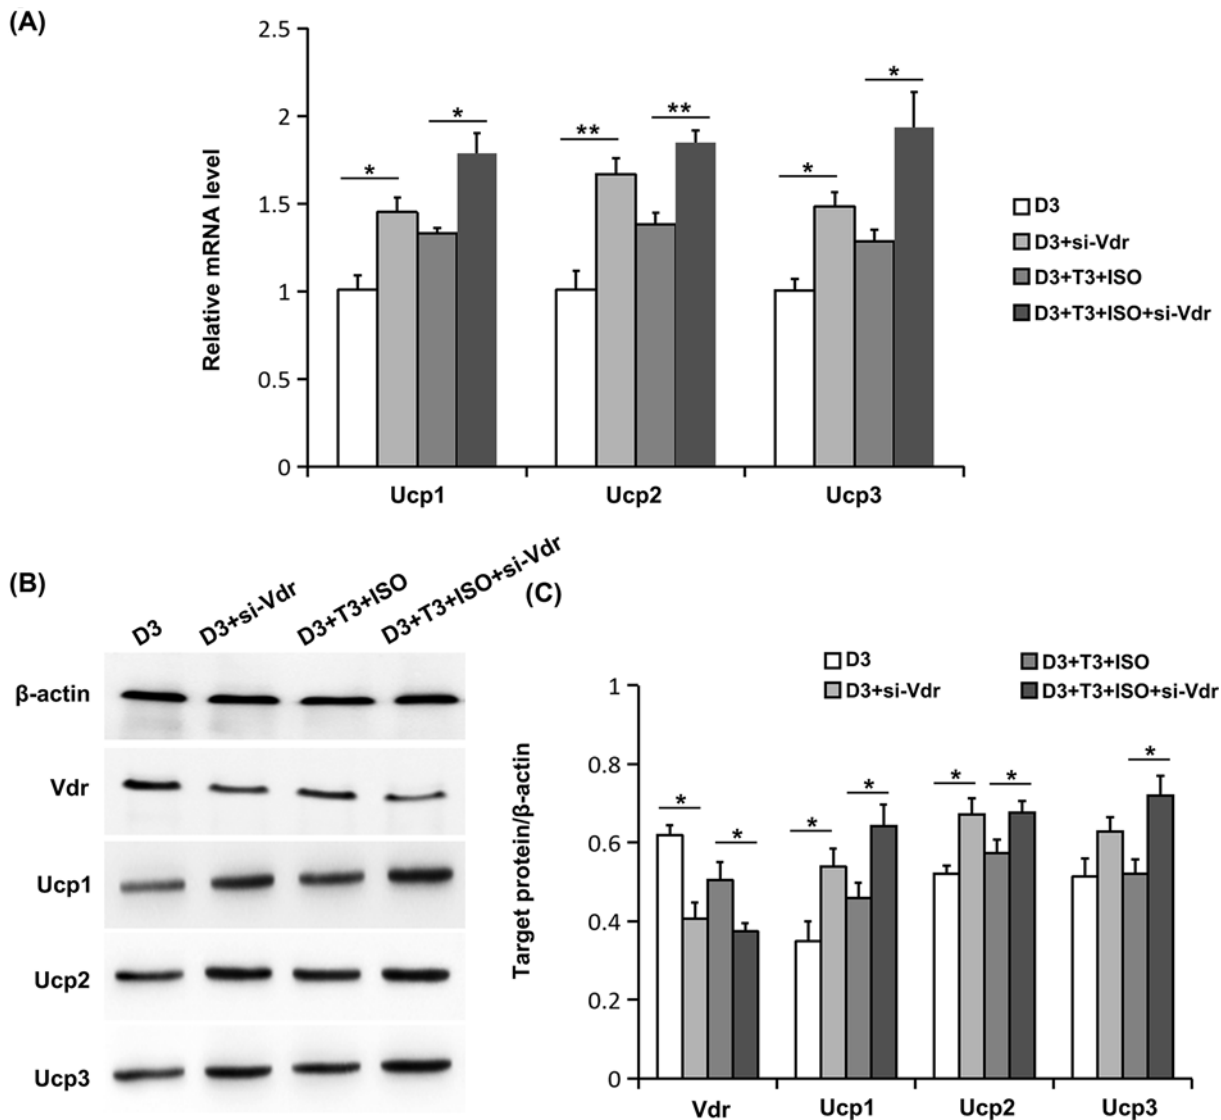 (A)
2.5
2
1.5
1
0.5
0
Relative mRNA level
*
*
**
**
*
*
Ucp1
Ucp2
Ucp3
D3
D3+si-Vdr
D3+T3+ISO
D3+T3+ISO+si-Vdr
(B)
D3
D3+si-Vdr
D3+T3+ISO
D3+T3+ISO+si-Vdr
β-actin
Vdr
Ucp1
Ucp2
Ucp3
(C)
D3
D3+T3+ISO
D3+si-Vdr
D3+T3+ISO+si-Vdr
1
0.8
0.6
0.4
0.2
0
Target protein/β-actin
*
*
*
*
*
*
*
Vdr
Ucp1
Ucp2
Ucp3